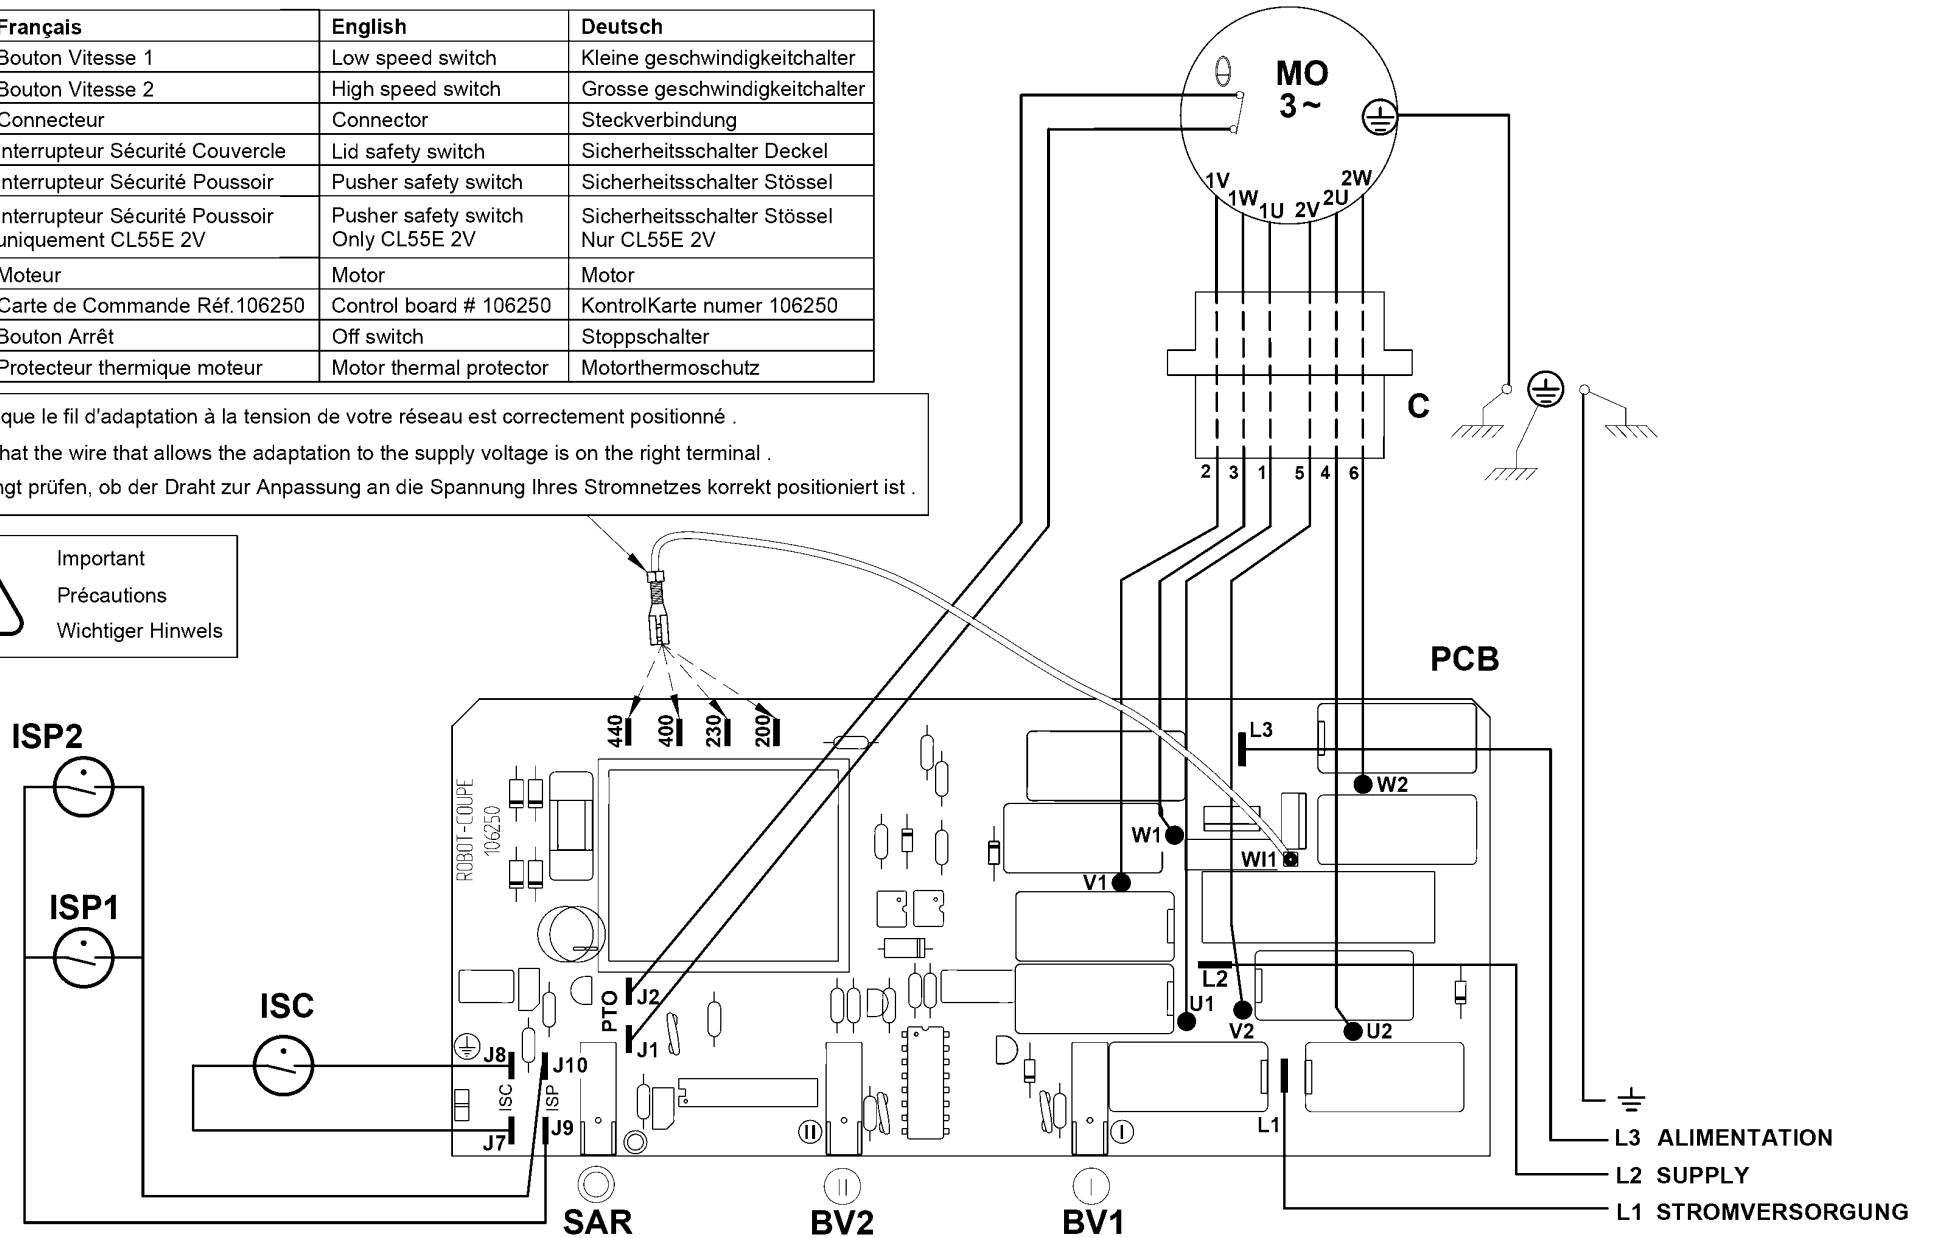 Français English Deutsch
Bouton Vitesse 1 Low speed switch Kleine geschwindigkeitchalter
Bouton Vitesse 2 High speed switch Grosse geschwindigkeitchalter
Connecteur Connector Steckverbindung
nterrupteur Sécurité Couvercle Lid safety switch Sicherheitsschalter Deckel
nterrupteur Sécurité Poussoir Pusher safety switch Sicherheitsschalter Stössel
nterrupteur Sécurité Poussoir Pusher safety switch Sicherheitsschalter Stössel
uniquement CL55E 2V Only CL55E 2V Nur CL55E 2V
Moteur Motor Motor
Carte de Commande Réf.106250 Control board # 106250 KontrolKarte numer 106250
Bouton Arrêt Off switch Stoppschalter
Protecteur thermique moteur Motor thermal protector Motorthermoschutz
que le fil d'adaptation à la tension de votre réseau est correctement positionné .
hat the wire that allows the adaptation to the supply voltage is on the right terminal .
ngt prüfen, ob der Draht zur Anpassung an die Spannung Ihres Stromnetzes korrekt positioniert ist .
Important
Précautions
Wichtiger Hinwels
MO
3~
1V 1W 1U 2V 2U 2W
C
2 3 1 5 4 6
PCB
440 400 230 200
L3
ISP2
ROBOT-COUPE
106250
W2
W1
WI1
V1
ISP1
L2
ISC
PTO
J2
U1
V2
U2
J1
J8
J10
ISC
ISP
J7
J9
II
I
L1
L3 ALIMENTATION
L2 SUPPLY
L1 STROMVERSORGUNG
II
I
SAR
BV2
BV1